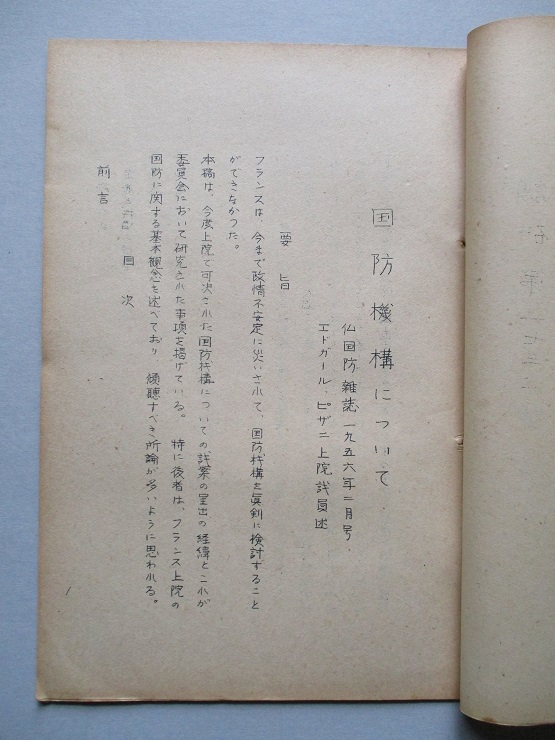 国防機構について
仏国防雑誌一九五六年二月号
エドガール、ピザニ上院議員述
要旨
フランスは、今まで政情不安定に災いされて、国防機構を真剣に検討すること
ができなかつた。
本稿は、今度上院で可決された国防機構についての議案の呈出の経緯とこれが
委員会において研究された事項を掲げている。 特に後者は、フランス上院の
国防に関する基本観念を述べており 傾聴すべき所論が多いように思われる。
目次
前言
1